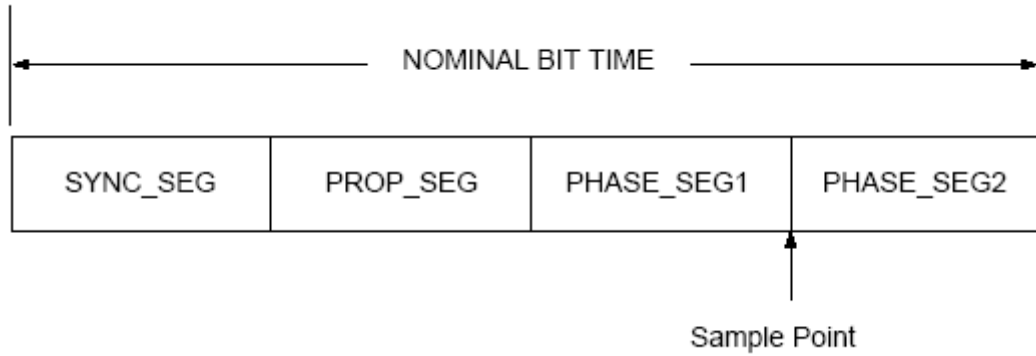 NOMINAL BIT TIME
SYNC_SEG PROP_SEG PHASE_SEG1 PHASE_SEG2
Sample Point